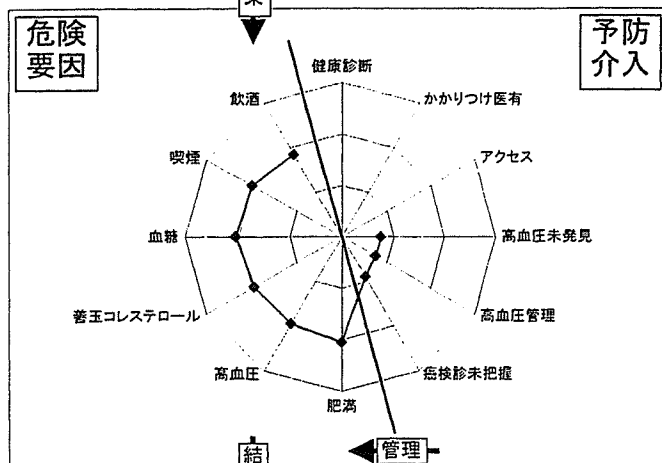 危険
要因
予防
介入
健康診断
飲酒
かかりつけ医有
喫煙
アクセス
血糖
高血圧未発見
善玉コレステロール
高血圧管理
高血圧
癌検診未把握
肥満
結
管理